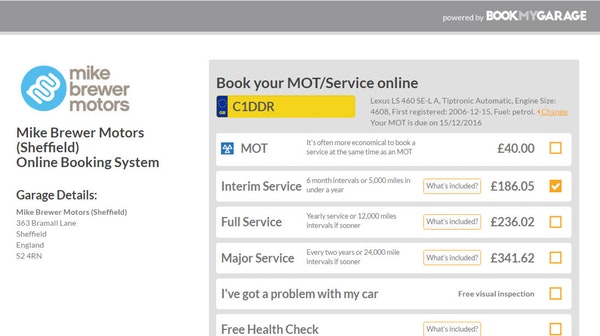 powered by BOOKMYGARAGE
mike
brewer
motors
Mike Brewer Motors
(Sheffield)
Online Booking System
Garage Details:
Mike Brewer Motors (Sheffield)
363 Bramall Lane
Sheffield
England
S2 4RN
Book your MOT/Service online
GB
C1DDR
Lexus LS 460 SE-L A, Tiptronic Automatic, Engine Size:
4608, First registered: 2006-12-15, Fuel: petrol. Change
Your MOT is due on 15/12/2016
MOT
It's often more economical to book
a service at the same time as an MOT
£40.00
Interim Service
6 month intervals or 5,000 miles in
under a year
What's included?
£186.05
Full Service
Yearly service or 12,000 miles
intervals if sooner
What's included?
£236.02
Major Service
Every two years or 24,000 mile
intervals if sooner
What's included?
£341.62
I've got a problem with my car
Free visual inspection
Free Health Check
What's included?